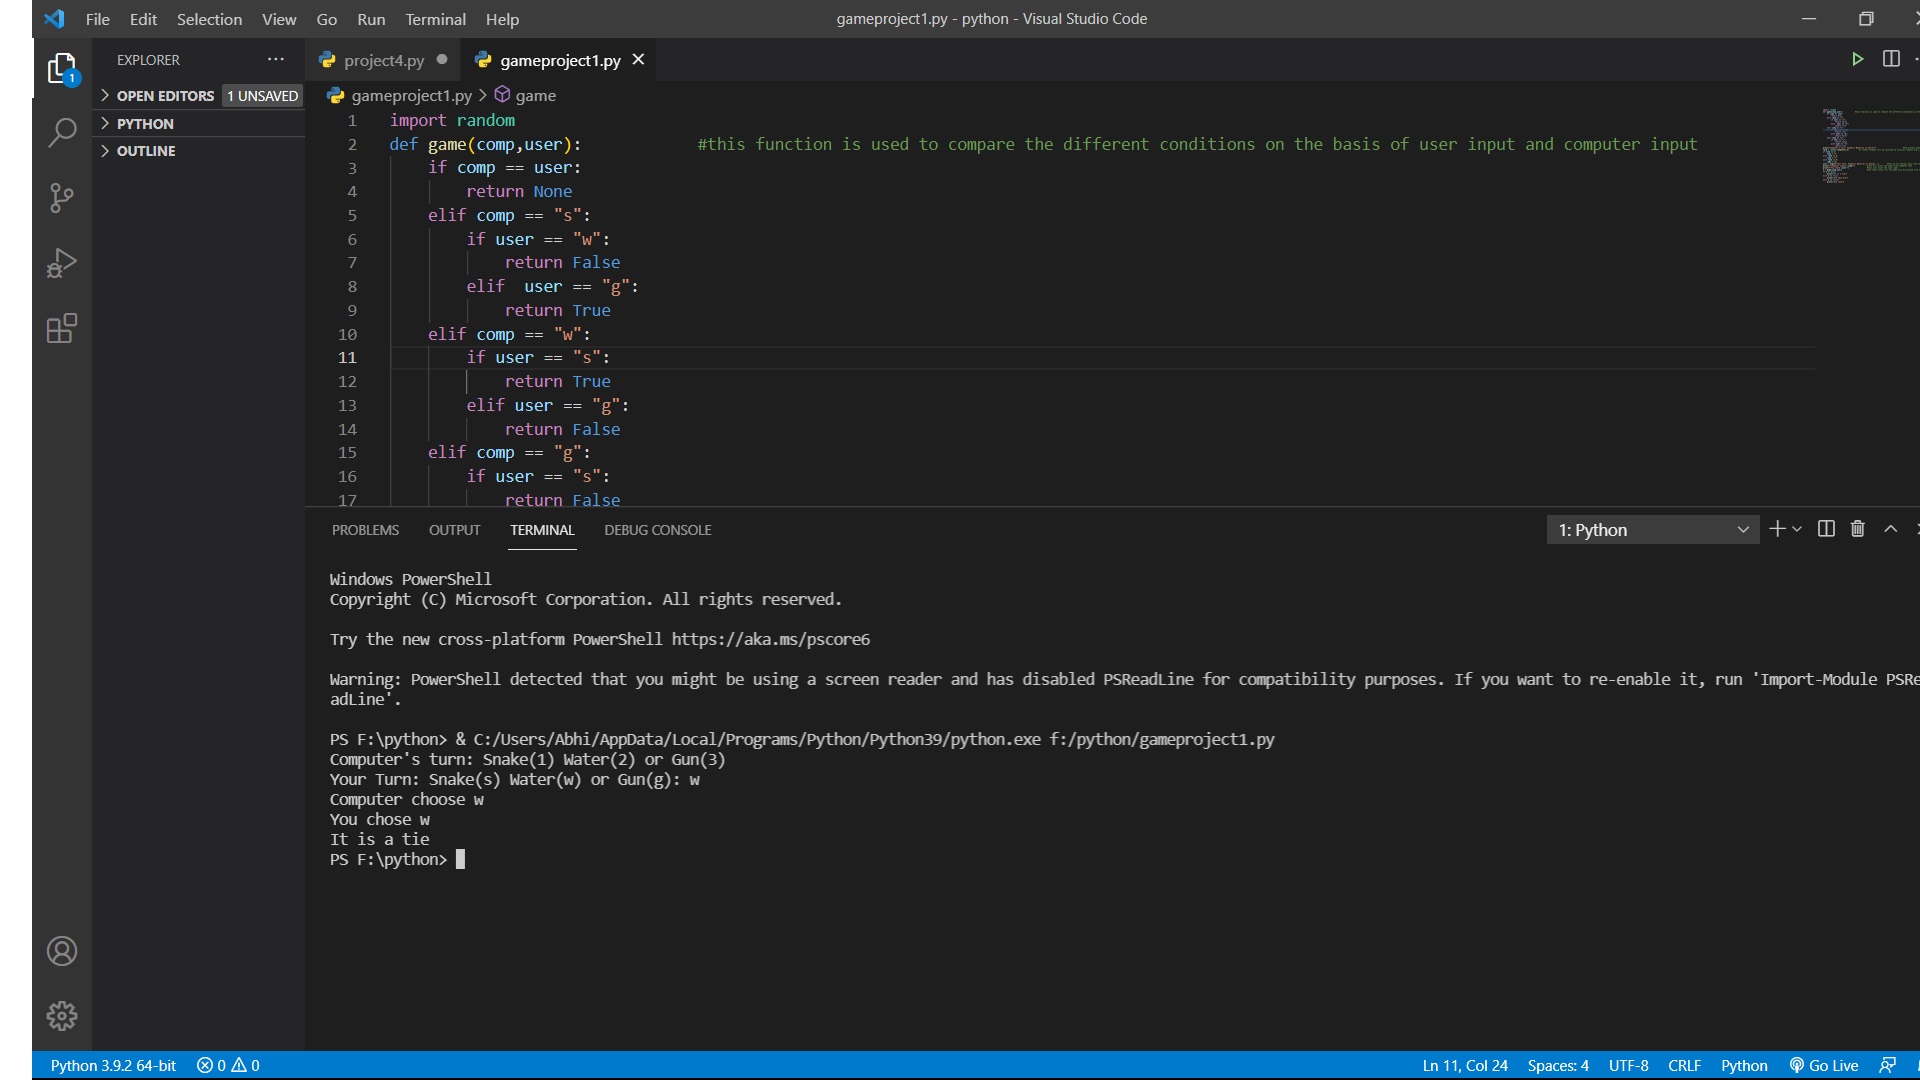 File Edit Selection View Go Run Terminal Help
gameproject1.py - python - Visual Studio Code
EXPLORER
project4.py
gameproject1.py
1
OPEN EDITORS 1 UNSAVED
PYTHON
OUTLINE
gameproject1.py > game
1 import random
2 def game(comp,user): #this function is used to compare the different conditions on the basis of user input and computer input
3 if comp == user:
4 return None
5 elif comp == "s":
6 if user == "w":
7 return False
8 elif  user == "g":
9 return True
10 elif comp == "w":
11 if user == "s":
12 return True
13 elif user == "g":
14 return False
15 elif comp == "g":
16 if user == "s":
17 return False
PROBLEMS OUTPUT TERMINAL DEBUG CONSOLE
1: Python
Windows PowerShell
Copyright (C) Microsoft Corporation. All rights reserved.
Try the new cross-platform PowerShell https://aka.ms/pscore6
Warning: PowerShell detected that you might be using a screen reader and has disabled PSReadLine for compatibility purposes. If you want to re-enable it, run 'Import-Module PSRe
adLine'.
PS F:\python> & C:/Users/Abhi/AppData/Local/Programs/Python/Python39/python.exe f:/python/gameproject1.py
Computer's turn: Snake(1) Water(2) or Gun(3)
Your Turn: Snake(s) Water(w) or Gun(g): w
Computer choose w
You chose w
It is a tie
PS F:\python>
Python 3.9.2 64-bit 0 0
Ln 11, Col 24 Spaces: 4 UTF-8 CRLF Python Go Live